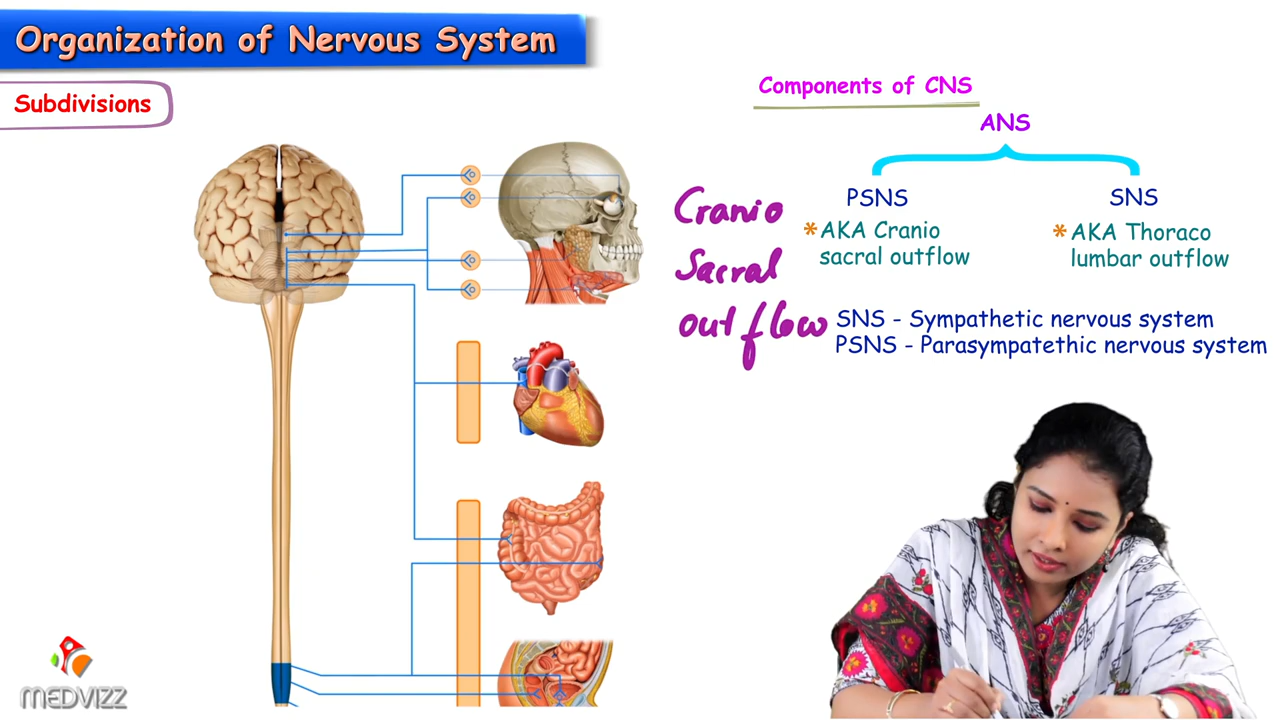 Organization of Nervous System
Subdivisions
Components of CNS
ANS
PSNS
*AKA Cranio
sacral outflow
SNS
*AKA Thoraco
lumbar outflow
Cranio
Sacral
outflow
SNS - Sympathetic nervous system
PSNS - Parasympatethic nervous system
MEDVIZZ